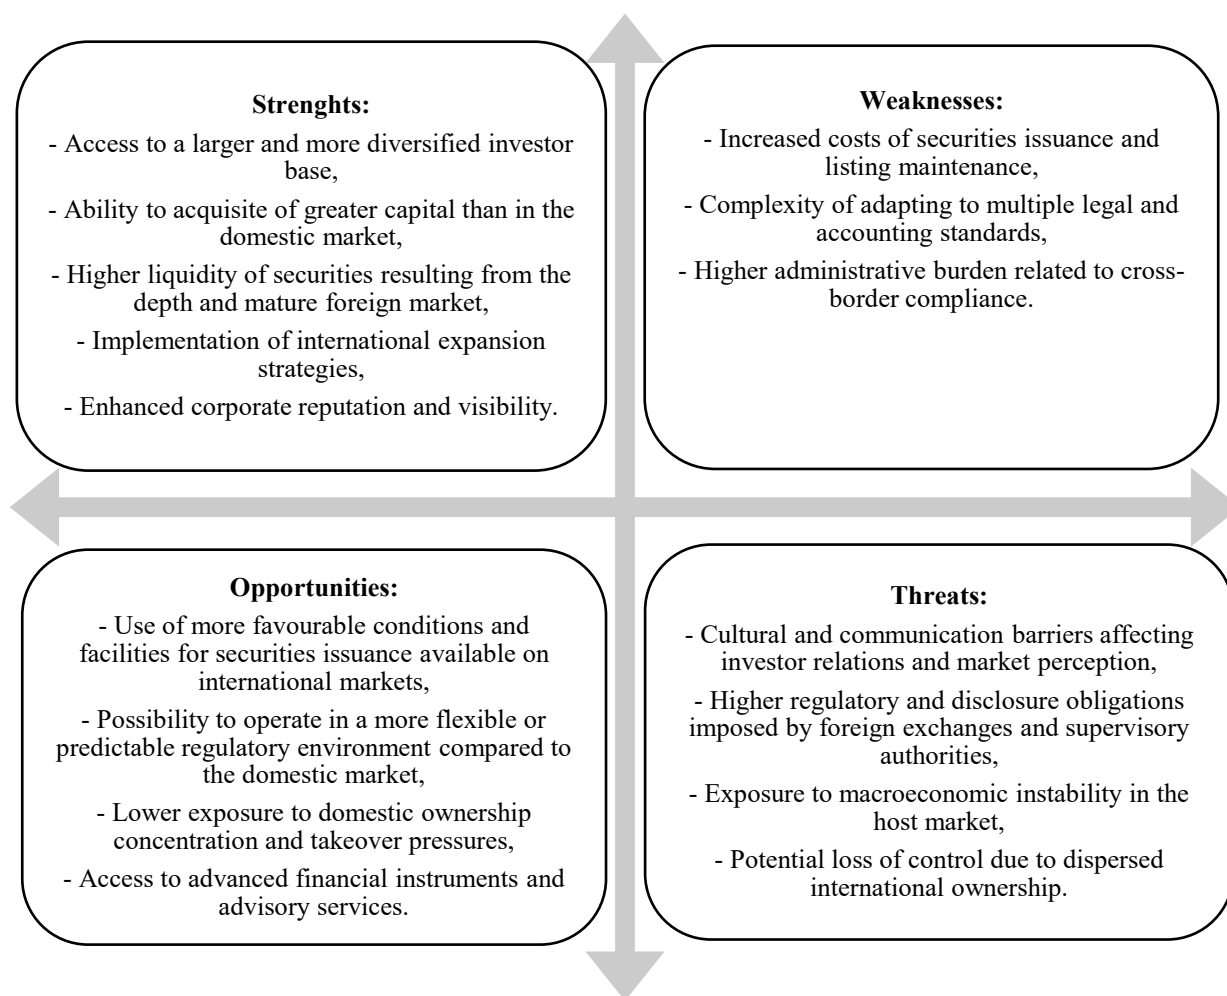 Strenghts:
- Access to a larger and more diversified investor
base,
- Ability to acquisite of greater capital than in the
domestic market,
- Higher liquidity of securities resulting from the
depth and mature foreign market,
- Implementation of international expansion
strategies,
- Enhanced corporate reputation and visibility.
Weaknesses:
- Increased costs of securities issuance and
listing maintenance,
- Complexity of adapting to multiple legal and
accounting standards,
- Higher administrative burden related to cross-
border compliance.
Opportunities:
- Use of more favourable conditions and
facilities for securities issuance available on
international markets,
- Possibility to operate in a more flexible or
predictable regulatory environment compared to
the domestic market,
- Lower exposure to domestic ownership
concentration and takeover pressures,
- Access to advanced financial instruments and
advisory services.
Threats:
- Cultural and communication barriers affecting
investor relations and market perception,
- Higher regulatory and disclosure obligations
imposed by foreign exchanges and supervisory
authorities,
- Exposure to macroeconomic instability in the
host market,
- Potential loss of control due to dispersed
international ownership.